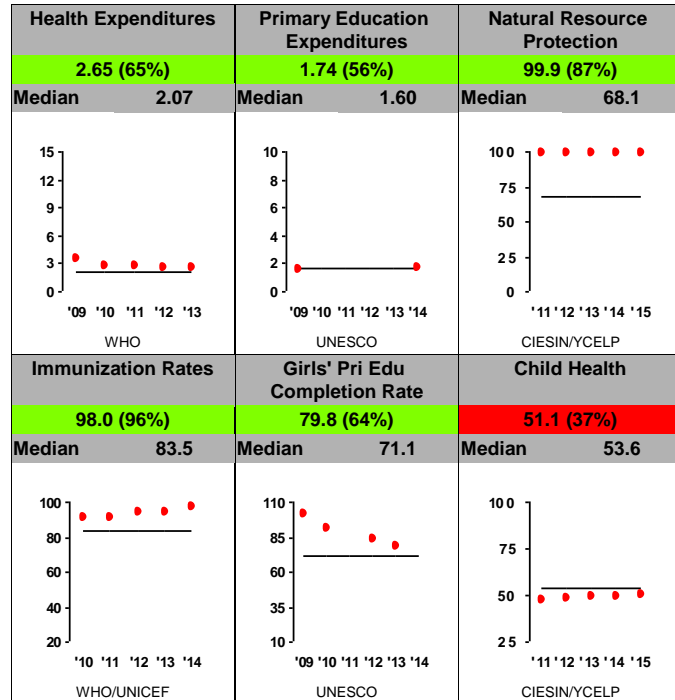 Health Expenditures
2.65 (65%)
Median 2.07
15
12
9
6
3
0
'09 '10 '11 '12 '13
WHO
Primary Education
Expenditures
1.74 (56%)
Median 1.60
10
8
6
4
2
0
'09 '10 '11 '12 '13 '14
UNESCO
Natural Resource
Protection
99.9 (87%)
Median 68.1
100
75
50
25
0
'11 '12 '13 '14 '15
CIESIN/YCELP
Immunization Rates
98.0 (96%)
Median 83.5
100
80
60
40
20
'10 '11 '12 '13 '14
WHO/UNICEF
Girls' Pri Edu
Completion Rate
79.8 (64%)
Median 71.1
110
85
60
35
10
'09 '10 '11 '12 '13 '14
UNESCO
Child Health
51.1 (37%)
Median 53.6
100
75
50
25
'11 '12 '13 '14 '15
CIESIN/YCELP